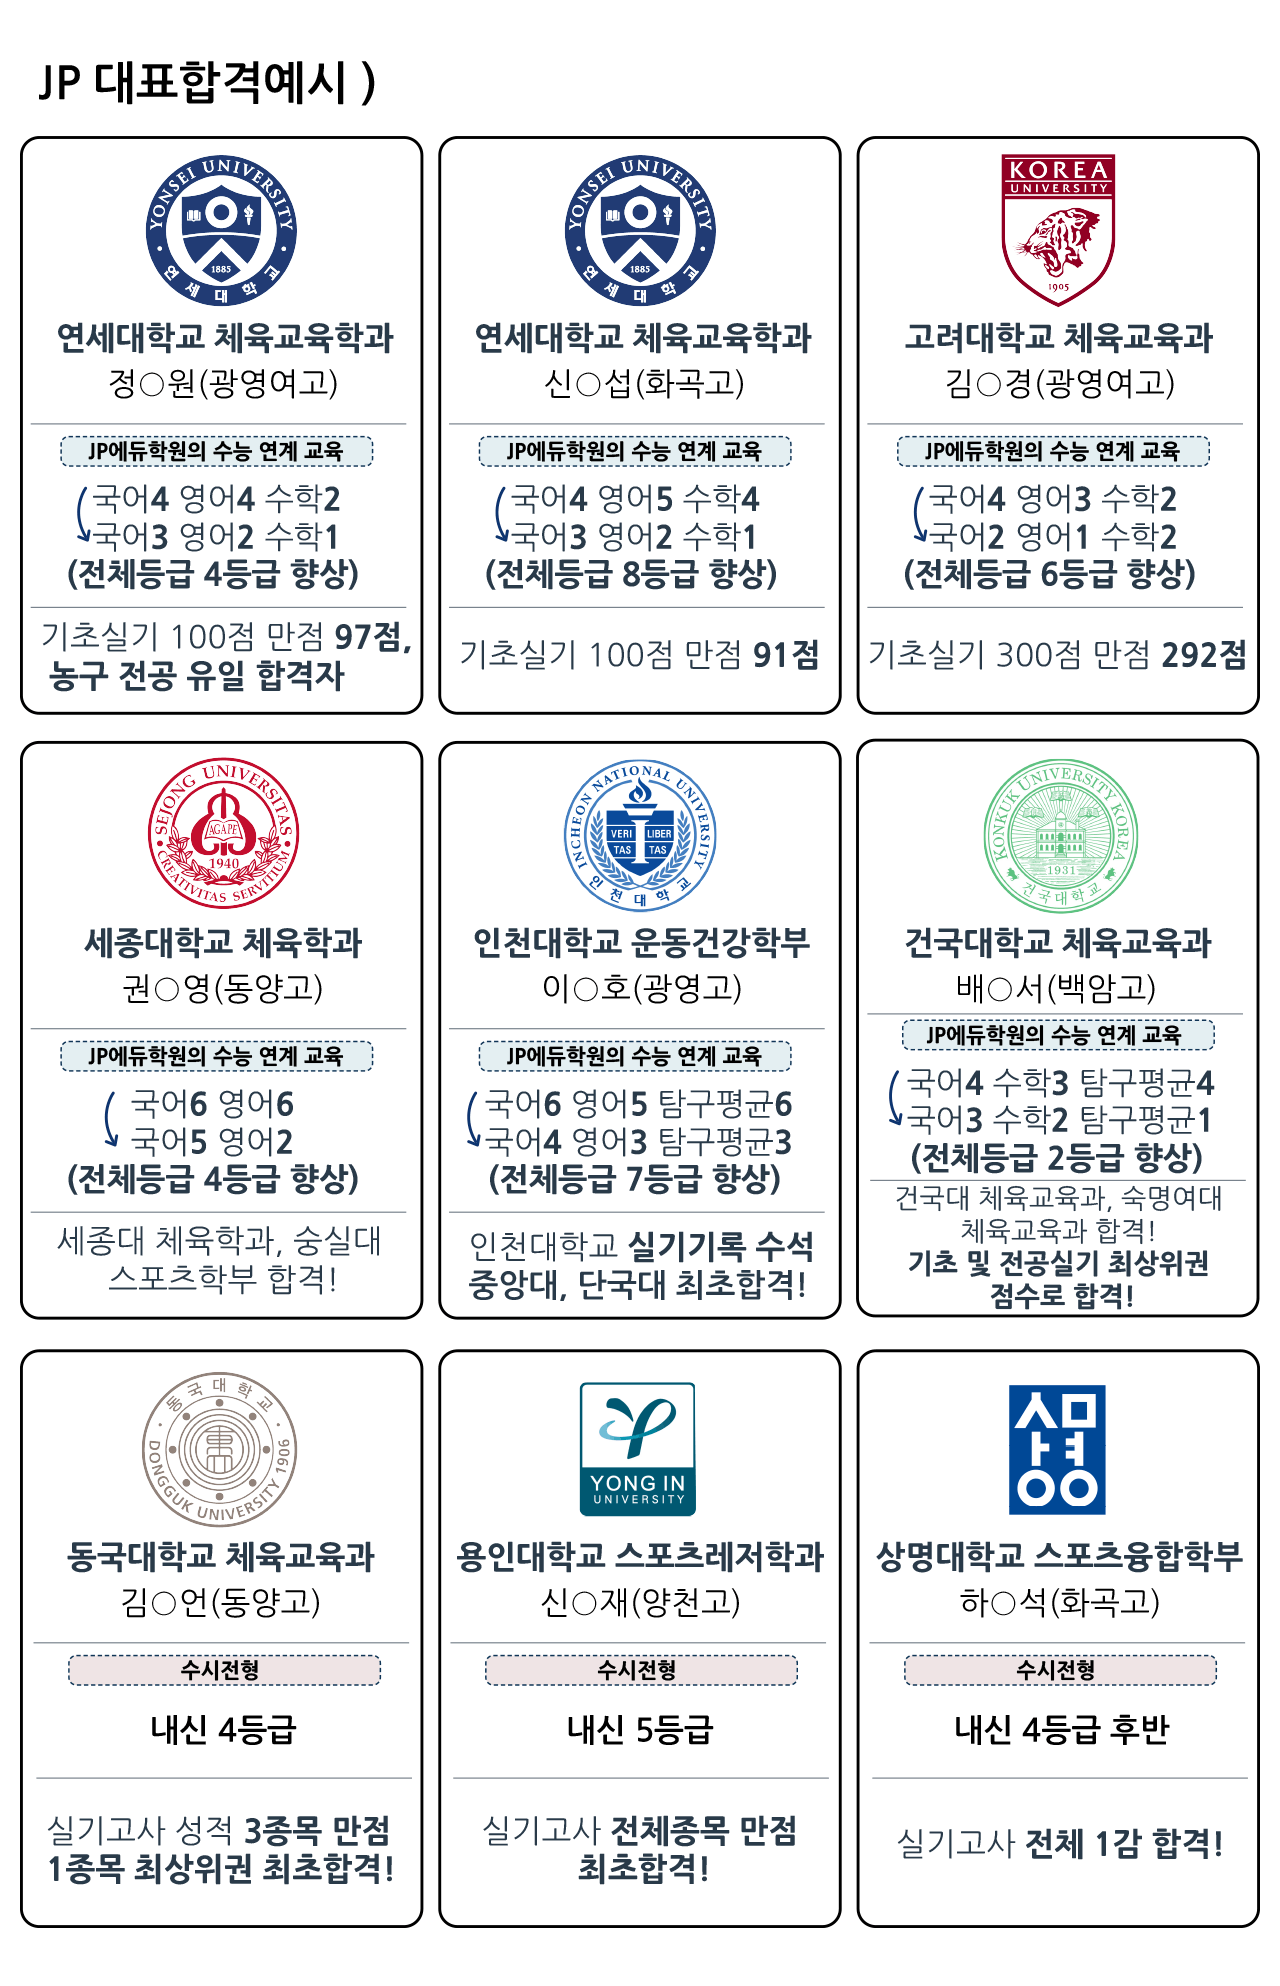 JP 대표합격예시 )
YONSEI UNIVERSITY
1885
연세대학교
연세대학교 체육교육학과
정○원(광영여고)
JP에듀학원의 수능 연계 교육
국어4 영어4 수학2
국어3 영어2 수학1
(전체등급 4등급 향상)
기초실기 100점 만점 97점,
농구 전공 유일 합격자
YONSEI UNIVERSITY
1885
연세대학교
연세대학교 체육교육학과
신○섭(화곡고)
JP에듀학원의 수능 연계 교육
국어4 영어5 수학4
국어3 영어2 수학1
(전체등급 8등급 향상)
기초실기 100점 만점 91점
KOREA
UNIVERSITY
1905
고려대학교 체육교육과
김○경(광영여고)
JP에듀학원의 수능 연계 교육
국어4 영어3 수학2
국어2 영어1 수학2
(전체등급 6등급 향상)
기초실기 300점 만점 292점
SEJONG UNIVERSITAS
AGAPE
1940
CREATIVITAS SERVITIUM
세종대학교 체육학과
권○영(동양고)
JP에듀학원의 수능 연계 교육
국어6 영어6
국어5 영어2
(전체등급 4등급 향상)
세종대 체육학과, 숭실대
스포츠학부 합격!
INCHEON NATIONAL UNIVERSITY
VERI LIBER
TAS TAS
인천대학교
인천대학교 운동건강학부
이○호(광영고)
JP에듀학원의 수능 연계 교육
국어6 영어5 탐구평균6
국어4 영어3 탐구평균3
(전체등급 7등급 향상)
인천대학교 실기기록 수석
중앙대, 단국대 최초합격!
KONKUK UNIVERSITY KOREA
1931
건국대학교
건국대학교 체육교육과
배○서(백암고)
JP에듀학원의 수능 연계 교육
국어4 수학3 탐구평균4
국어3 수학2 탐구평균1
(전체등급 2등급 향상)
건국대 체육교육과, 숙명여대
체육교육과 합격!
기초 및 전공실기 최상위권
점수로 합격!
동국대학교
DONGGUK UNIVERSITY 1906
동국대학교 체육교육과
김○언(동양고)
수시전형
내신 4등급
실기고사 성적 3종목 만점
1종목 최상위권 최초합격!
YONG IN
UNIVERSITY
용인대학교 스포츠레저학과
신○재(양천고)
수시전형
내신 5등급
실기고사 전체종목 만점
최초합격!
상명
상명대학교 스포츠융합학부
하○석(화곡고)
수시전형
내신 4등급 후반
실기고사 전체 1감 합격!